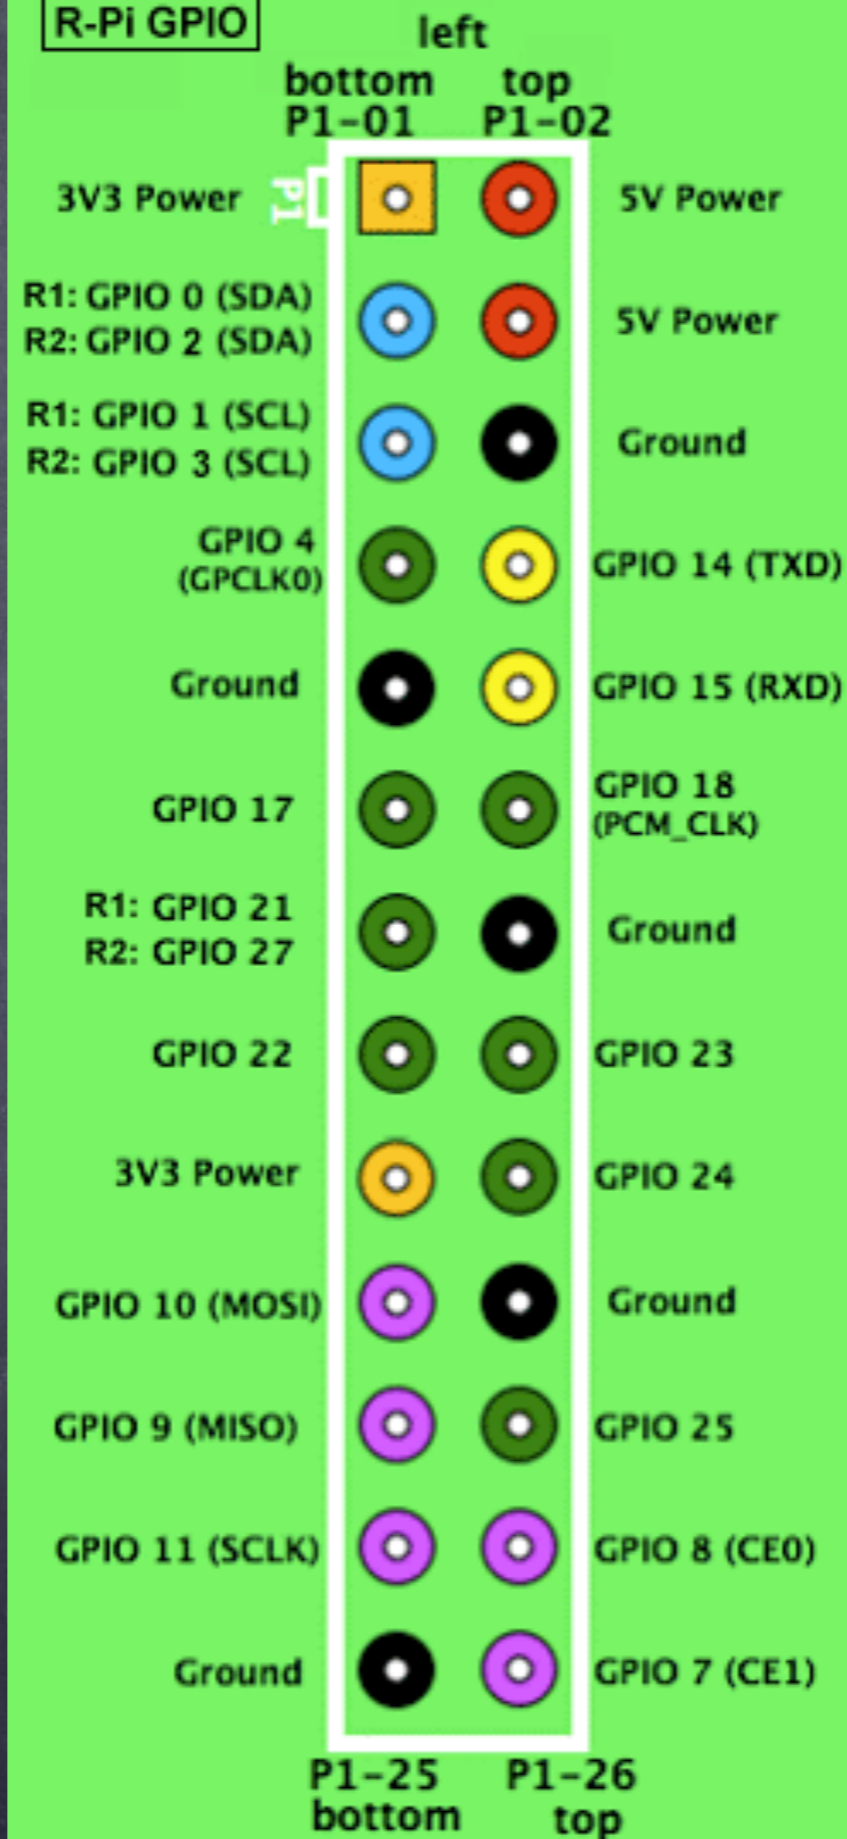 R-Pi GPIO
left
bottom top
P1-01 P1-02
3V3 Power P1 5V Power
R1: GPIO 0 (SDA)
R2: GPIO 2 (SDA) 5V Power
R1: GPIO 1 (SCL)
R2: GPIO 3 (SCL) Ground
GPIO 4
(GPCLK0) GPIO 14 (TXD)
Ground GPIO 15 (RXD)
GPIO 17 GPIO 18
(PCM_CLK)
R1: GPIO 21
R2: GPIO 27 Ground
GPIO 22 GPIO 23
3V3 Power GPIO 24
GPIO 10 (MOSI) Ground
GPIO 9 (MISO) GPIO 25
GPIO 11 (SCLK) GPIO 8 (CE0)
Ground GPIO 7 (CE1)
P1-25 P1-26
bottom top